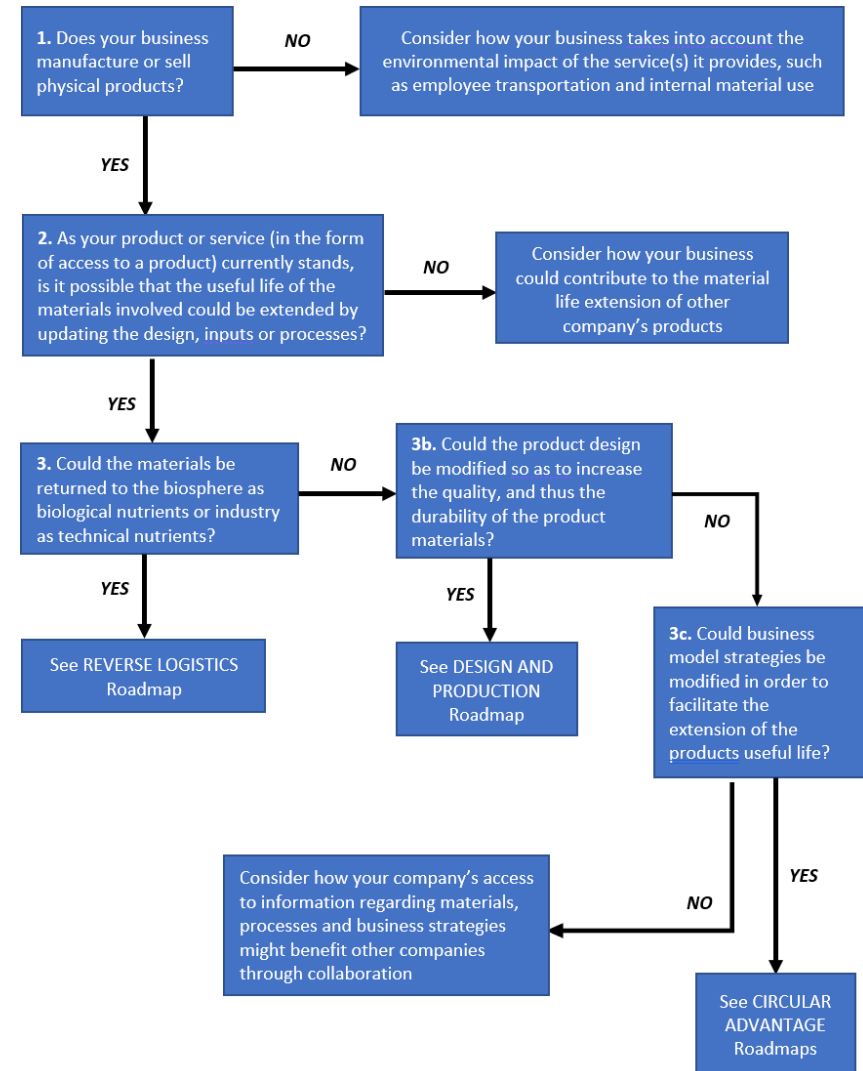 1. Does your business
manufacture or sell
physical products?
NO
Consider how your business takes into account the
environmental impact of the service(s) it provides, such
as employee transportation and internal material use
YES
2. As your product or service (in the form
of access to a product) currently stands,
is it possible that the useful life of the
materials involved could be extended by
updating the design, inputs or processes?
NO
Consider how your business
could contribute to the material
life extension of other
company’s products
YES
3. Could the materials be
returned to the biosphere as
biological nutrients or industry
as technical nutrients?
NO
3b. Could the product design
be modified so as to increase
the quality, and thus the
durability of the product
materials?
NO
YES
See REVERSE LOGISTICS
Roadmap
YES
See DESIGN AND
PRODUCTION
Roadmap
3c. Could business
model strategies be
modified in order to
facilitate the
extension of the
products useful life?
NO
Consider how your company’s access
to information regarding materials,
processes and business strategies
might benefit other companies
through collaboration
YES
See CIRCULAR
ADVANTAGE
Roadmaps